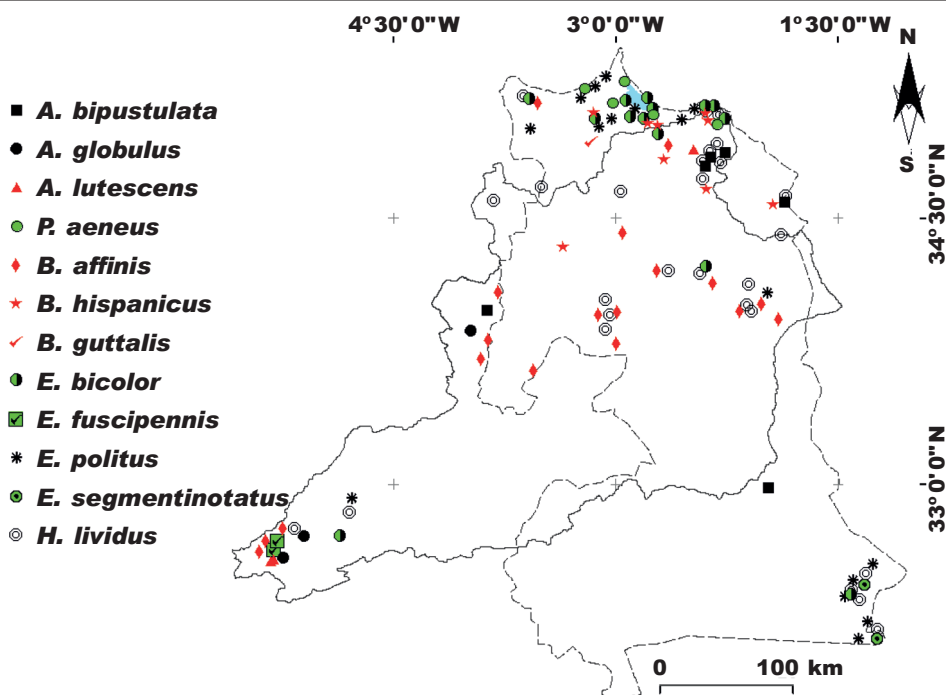 4°30'0"W 3°0'0"W 1°30'0"W
N
S
A. bipustulata
A. globulus
A. lutescens
P. aeneus
B. affinis
B. hispanicus
B. guttalis
E. bicolor
E. fuscipennis
E. politus
E. segmentinotatus
H. lividus
34°30'0"N
33°0'0"N
0 100 km